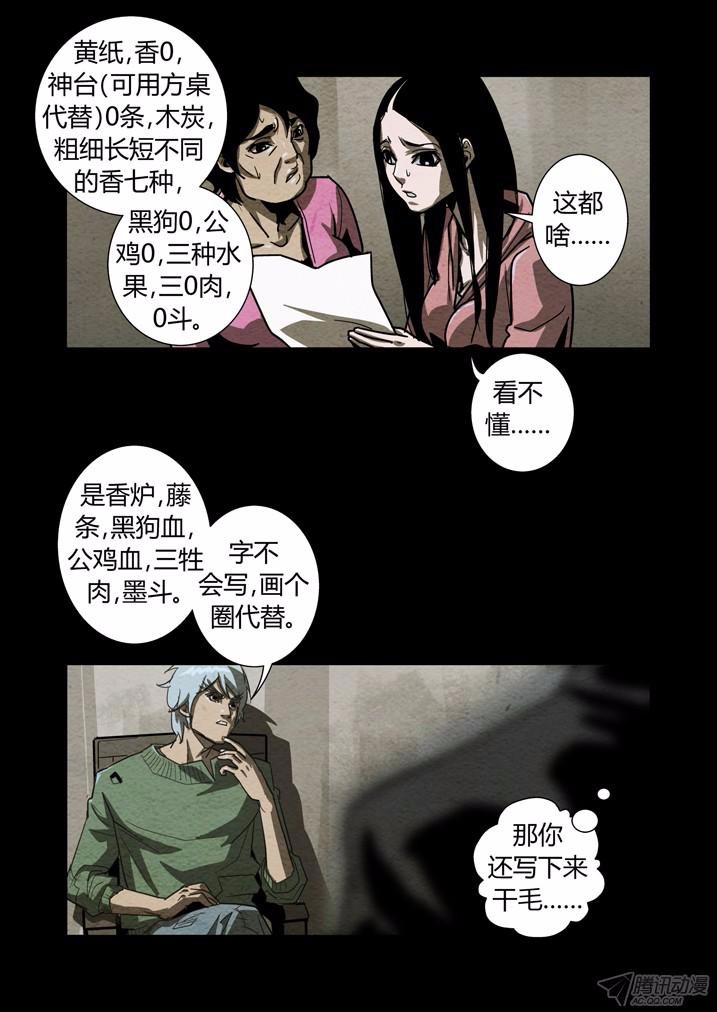 黄纸，香0，
神台(可用方桌
代替)0条，木炭，
粗细长短不同
的香七种，
黑狗0，公
鸡0，三种水
果，三0肉，
0斗。
这都
啥……
看不
懂……
是香炉，藤
条，黑狗血，
公鸡血，三牲
肉，墨斗。
字不
会写，画个
圈代替。
那你
还写下来
干毛……
腾讯动漫
AC.QQ.COM